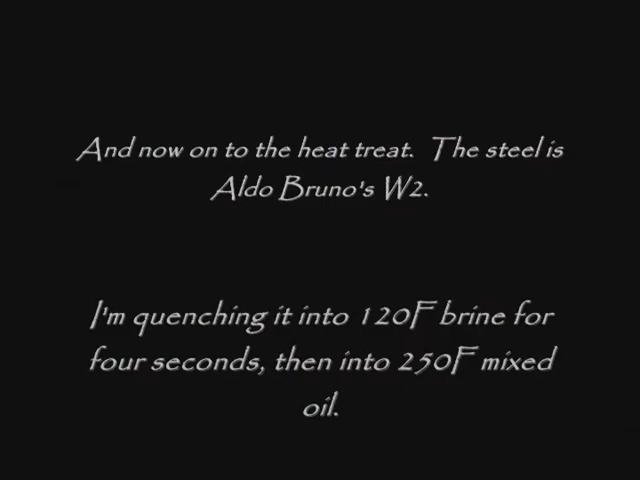 And now on to the heat treat. The steel is
Aldo Bruno's W2.
I'm quenching it into 120F brine for
four seconds, then into 250F mixed
oil.